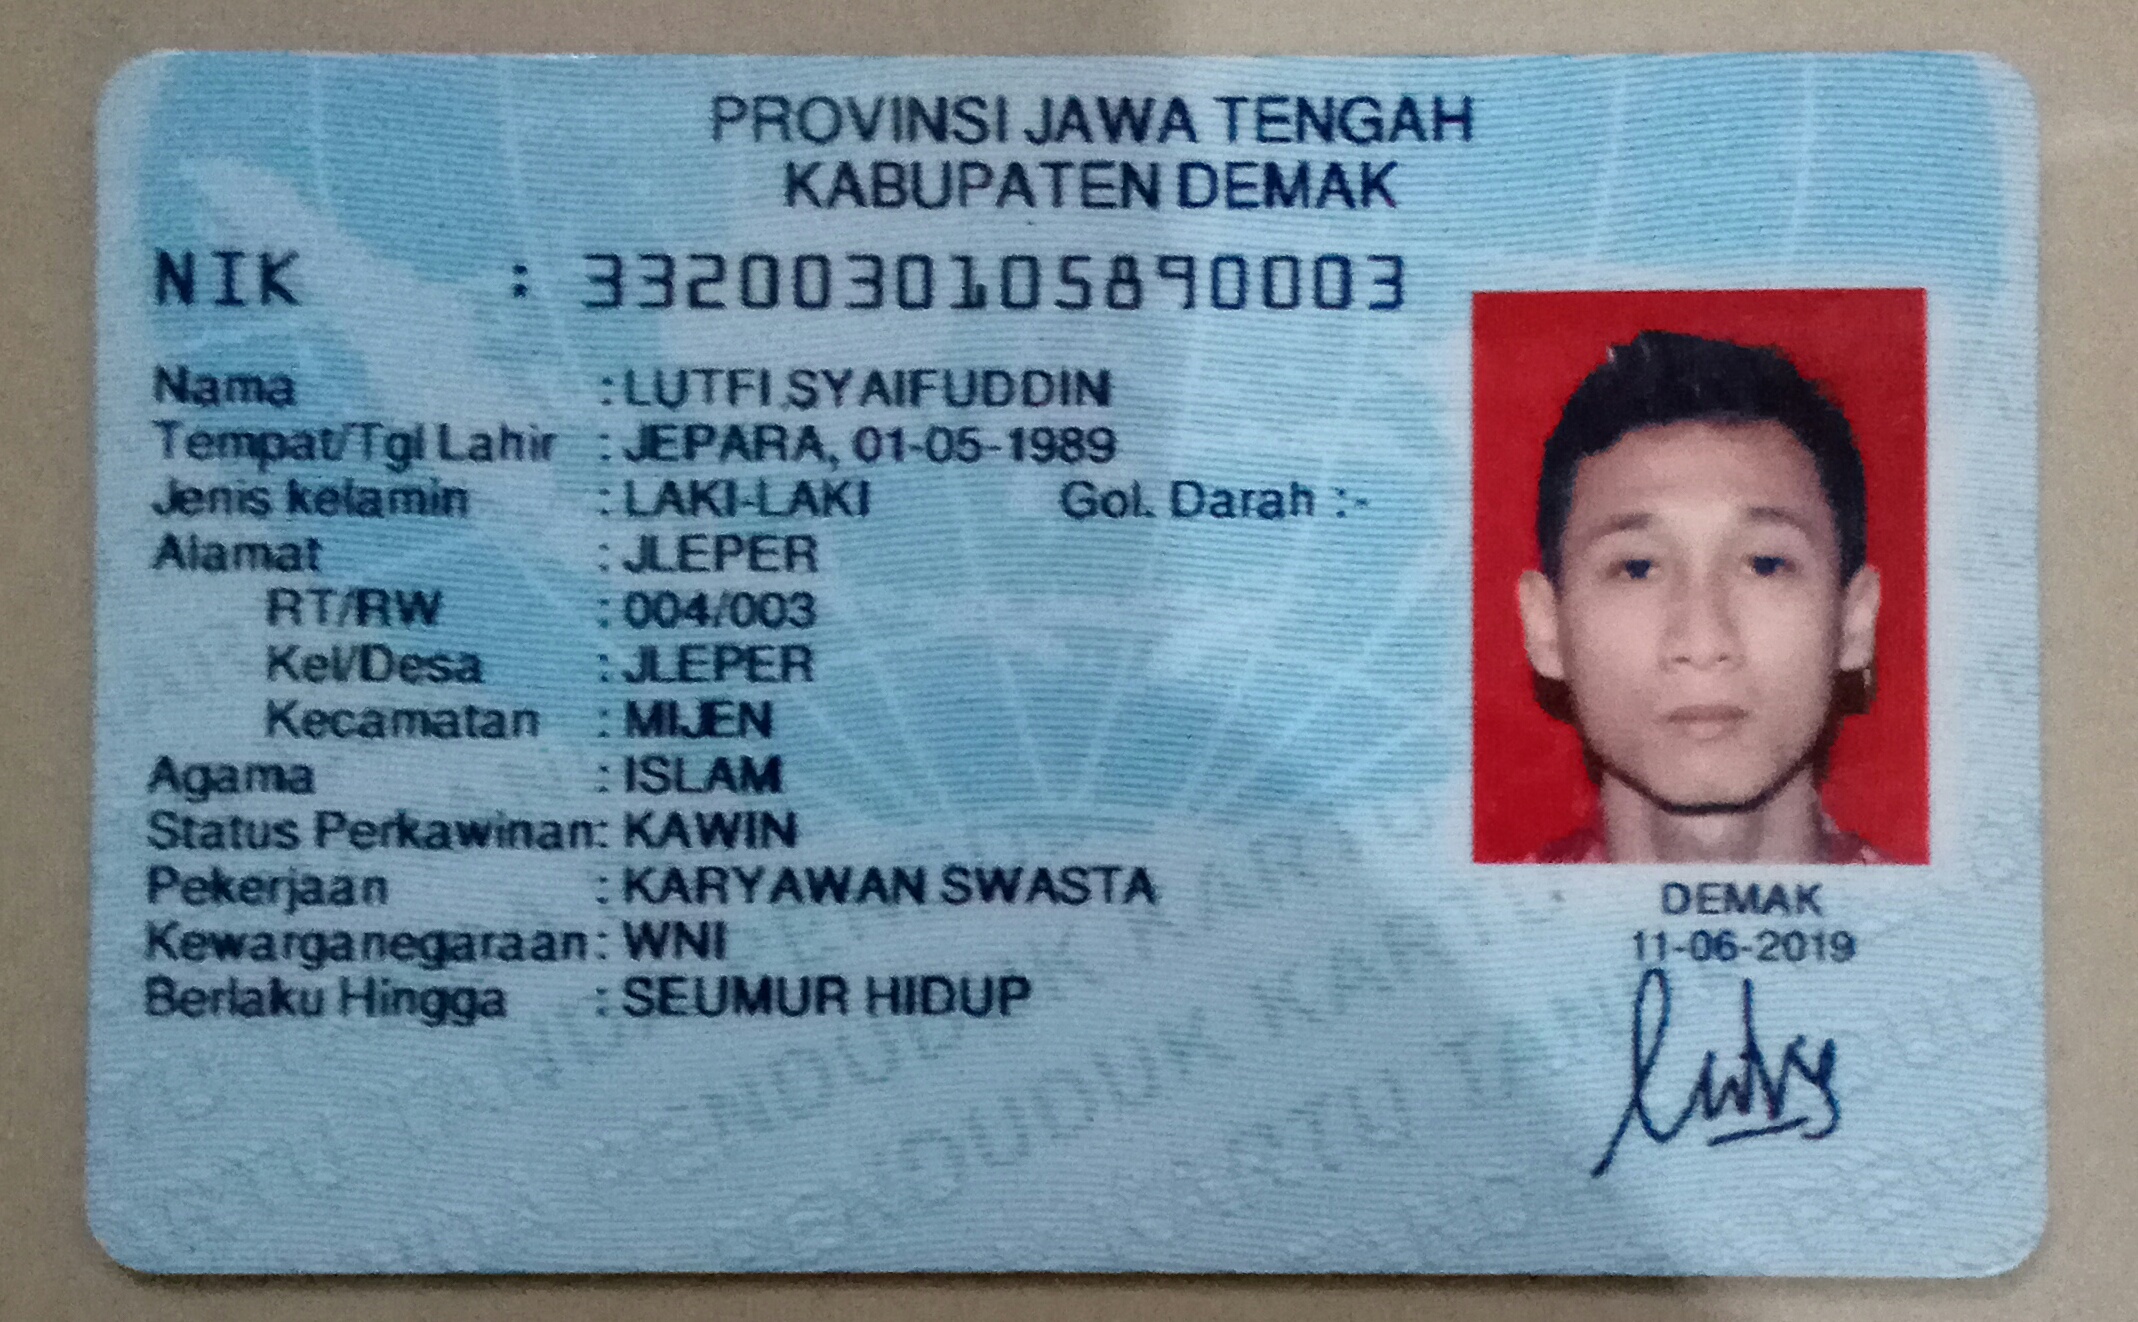 PROVINSI JAWA TENGAH
KABUPATEN DEMAK
NIK : 3320030105890003
Nama : LUTFI SYAIFUDDIN
Tempat/Tgl Lahir : JEPARA, 01-05-1989
Jenis kelamin : LAKI-LAKI Gol. Darah :-
Alamat : JLEPER
RT/RW : 004/003
Kel/Desa : JLEPER
Kecamatan : MIJEN
Agama : ISLAM
Status Perkawinan: KAWIN
Pekerjaan : KARYAWAN SWASTA
Kewarganegaraan: WNI
Berlaku Hingga : SEUMUR HIDUP
DEMAK
11-06-2019